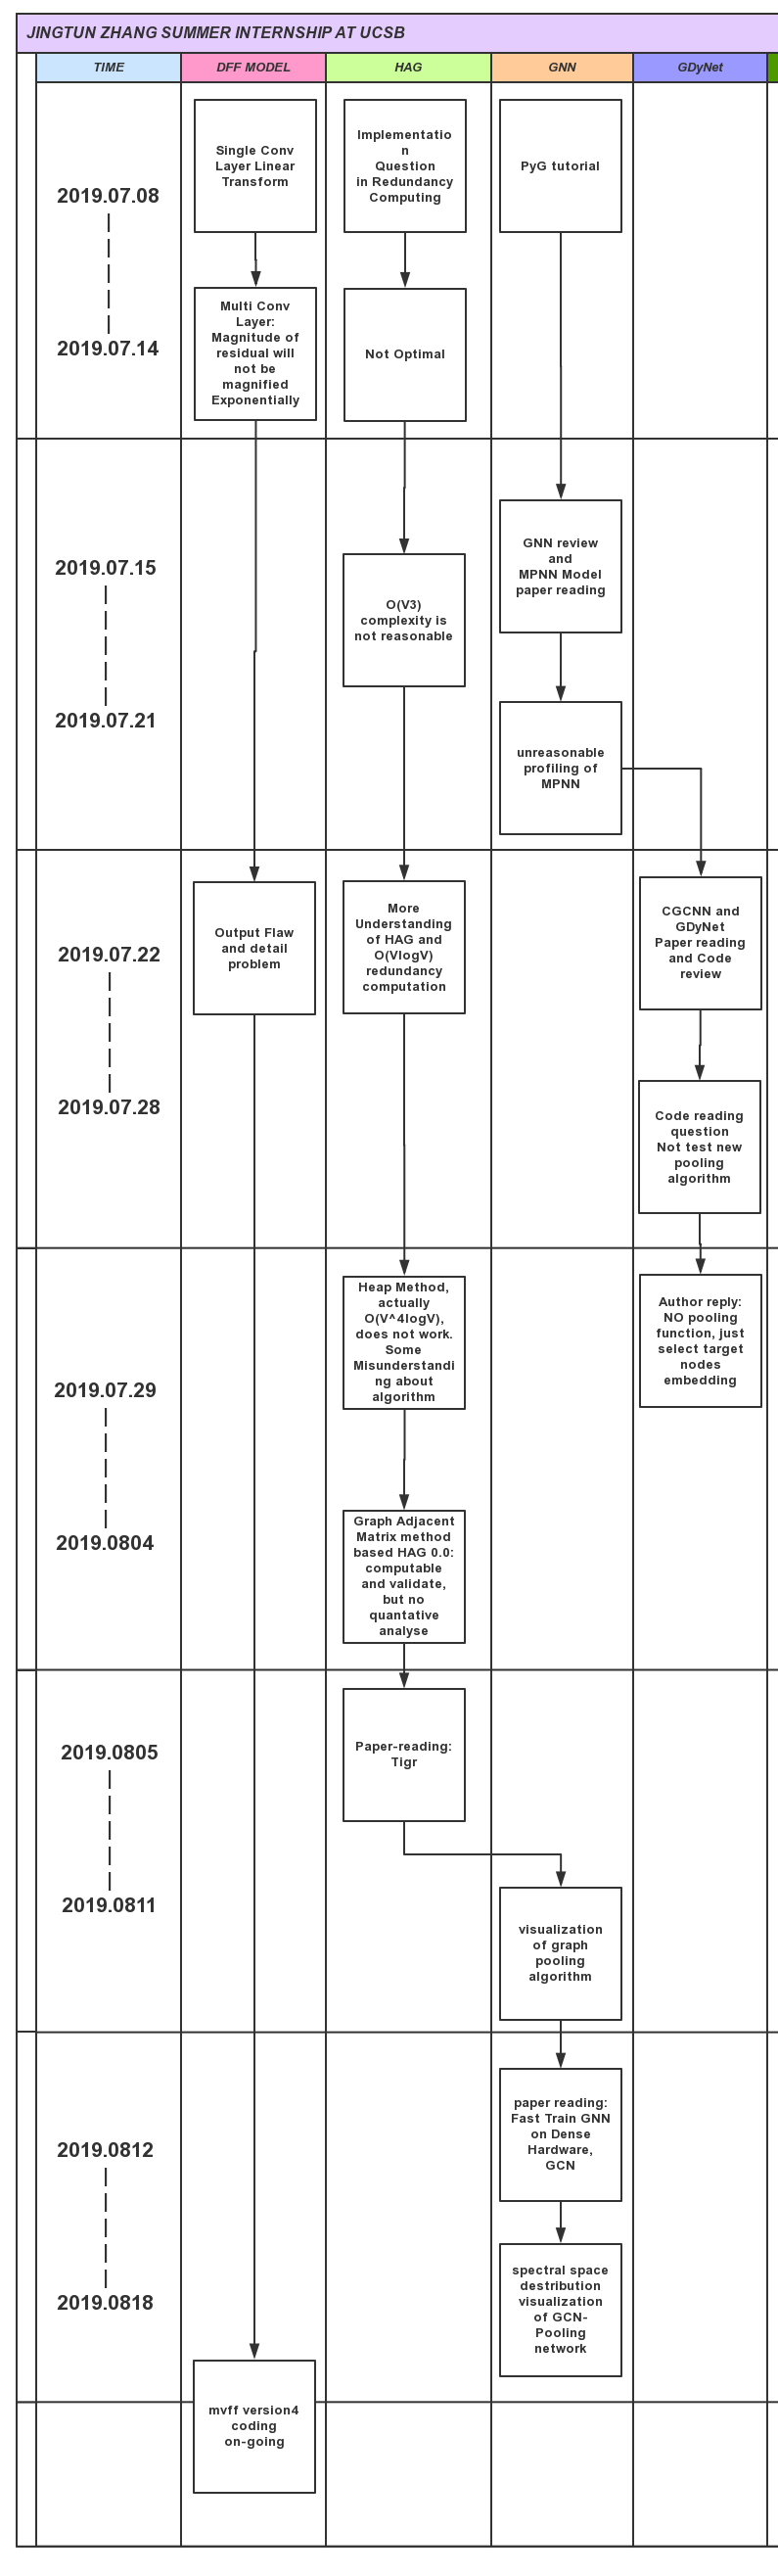 JINGTUN ZHANG SUMMER INTERNSHIP AT UCSB
TIME
DFF MODEL
HAG
GNN
GDyNet
2019.07.08
2019.07.14
Single Conv
Layer Linear
Transform
Implementatio
n
Question
in Redundancy
Computing
PyG tutorial
Multi Conv
Layer:
Magnitude of
residual will
not be
magnified
Exponentially
Not Optimal
2019.07.15
2019.07.21
O(V3)
complexity is
not reasonable
GNN review
and
MPNN Model
paper reading
unreasonable
profiling of
MPNN
2019.07.22
2019.07.28
Output Flaw
and detail
problem
More
Understanding
of HAG and
O(VlogV)
redundancy
computation
CGCNN and
GDyNet
Paper reading
and Code
review
Code reading
question
Not test new
pooling
algorithm
2019.07.29
2019.0804
Heap Method,
actually
O(V^4logV),
does not work.
Some
Misunderstandi
ng about
algorithm
Author reply:
NO pooling
function, just
select target
nodes
embedding
Graph Adjacent
Matrix method
based HAG 0.0:
computable
and validate,
but no
quantative
analyse
2019.0805
2019.0811
Paper-reading:
Tigr
visualization
of graph
pooling
algorithm
2019.0812
2019.0818
paper reading:
Fast Train GNN
on Dense
Hardware,
GCN
spectral space
destribution
visualization
of GCN-
Pooling
network
mvff version4
coding
on-going